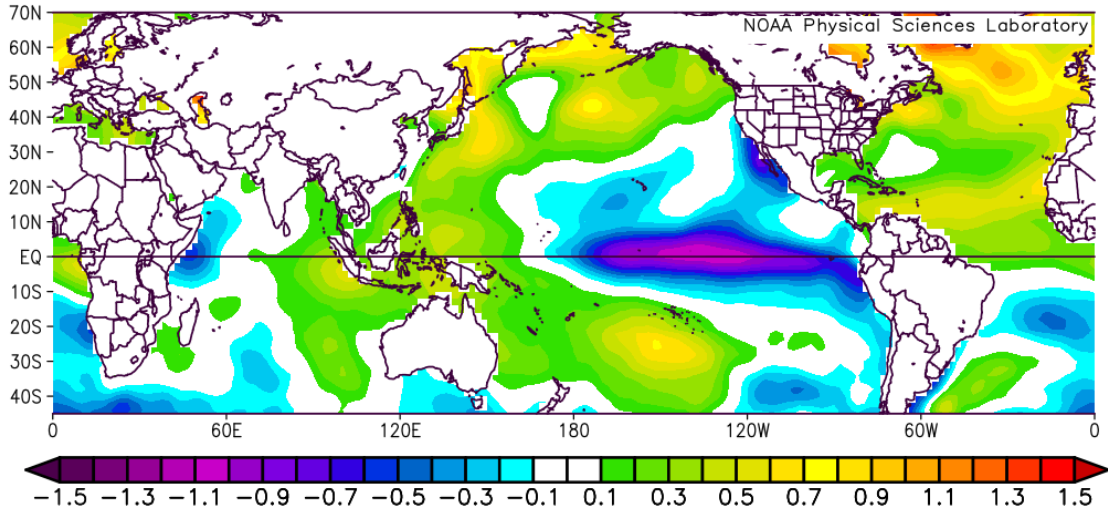 NOAA Physical Sciences Laboratory
70N
60N
50N
40N
30N
20N
10N
EQ
10S
20S
30S
40S
0 60E 120E 180 120W 60W 0
−1.5 −1.3 −1.1 −0.9 −0.7 −0.5 −0.3 −0.1 0.1 0.3 0.5 0.7 0.9 1.1 1.3 1.5